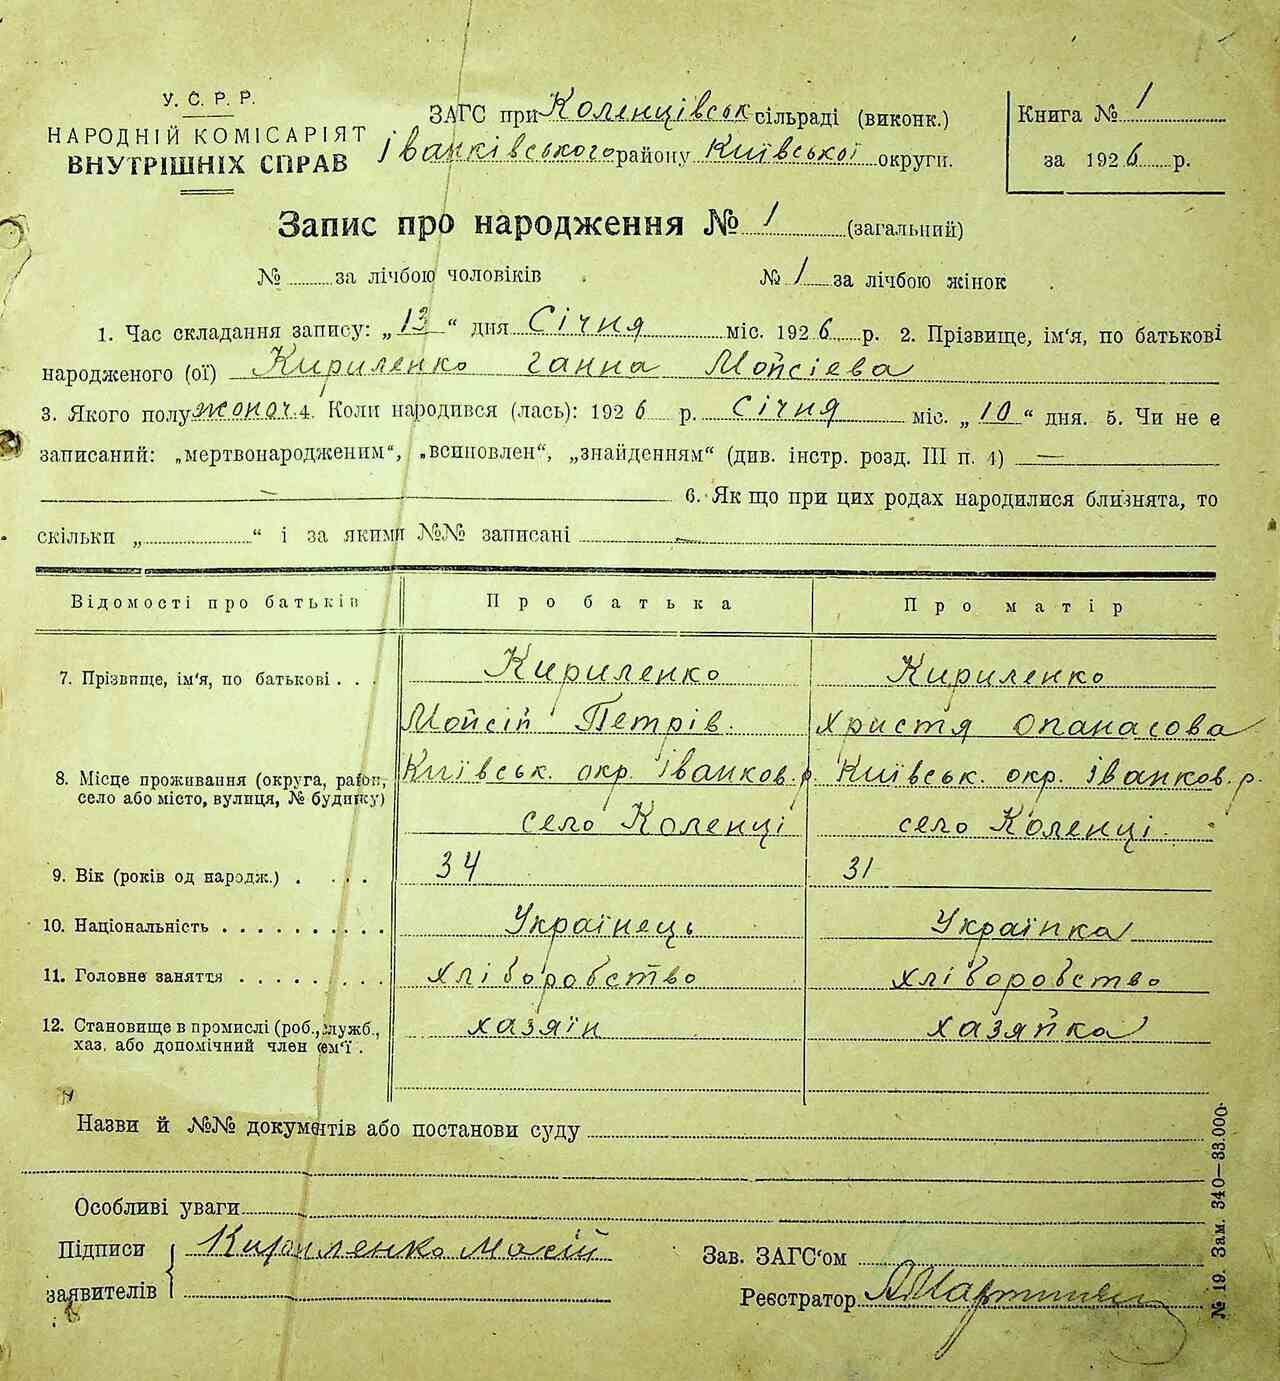 У. С. Р. Р.
НАРОДНІЙ КОМІСАРІЯТ
ВНУТРІШНІХ СПРАВ
ЗАГС при Коленцівськ сільраді (виконк.)
Іванківського району Київської округи.
Книга № 1
за 1926 р.
Запис про народження № 1 (загальний)
№ за лічбою чоловіків № 1 за лічбою жінок
1. Час складання запису: „13“ дня Січня міс. 1926 р. 2. Прізвище, ім‘я, по батькові
народженого (ої) Кириленко Ганна Мойсієва
3. Якого полу жоноч. 4. Коли народився (лась): 1926 р. Січня міс. „10“ дня. 5. Чи не є
записаний: „мертвонародженим“, „всиновлен“, „знайденням“ (див. інстр. розд. III п. 4) —
— 6. Як що при цих родах народилися близнята, то
скільки „ “ і за якими №№ записані —
Відомості про батьків Про батька Про матір
7. Прізвище, ім‘я, по батькові . . . Кириленко Кириленко
Мойсій Петрів. Христя Опанасова
8. Місце проживання (округа, район, Київськ. окр. Іванков. р. Київськ. окр. Іванков. р.
село або місто, вулиця, № будинку) село Коленці село Коленці.
9. Вік (років од народж.) . . . . 34 31
10. Національність . . . . . . . . . . Українець Українка
11. Головне заняття . . . . . . . . . хліборобство хліборобство
12. Становище в промислі (роб., служб., хазяїн хазяйка
хаз. або допомічний член сем‘ї .
Назви й №№ документів або постанови суду
Особливі уваги
Підписи Кириленко Мосій
заявителів
Зав. ЗАГС‘ом
Реєстратор
№ 19. Зам. 340—33.000.